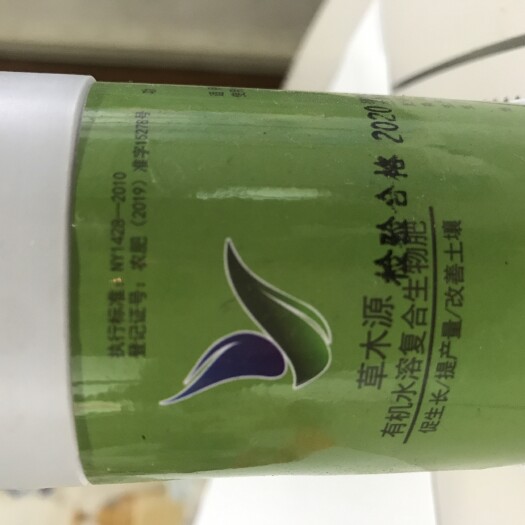 执行标准：NY1428—2010
登记证号：农肥（2019）准字15278号
草木源
检验合格 2020
有机水溶复合生物肥
促生长/提产量/改善土壤